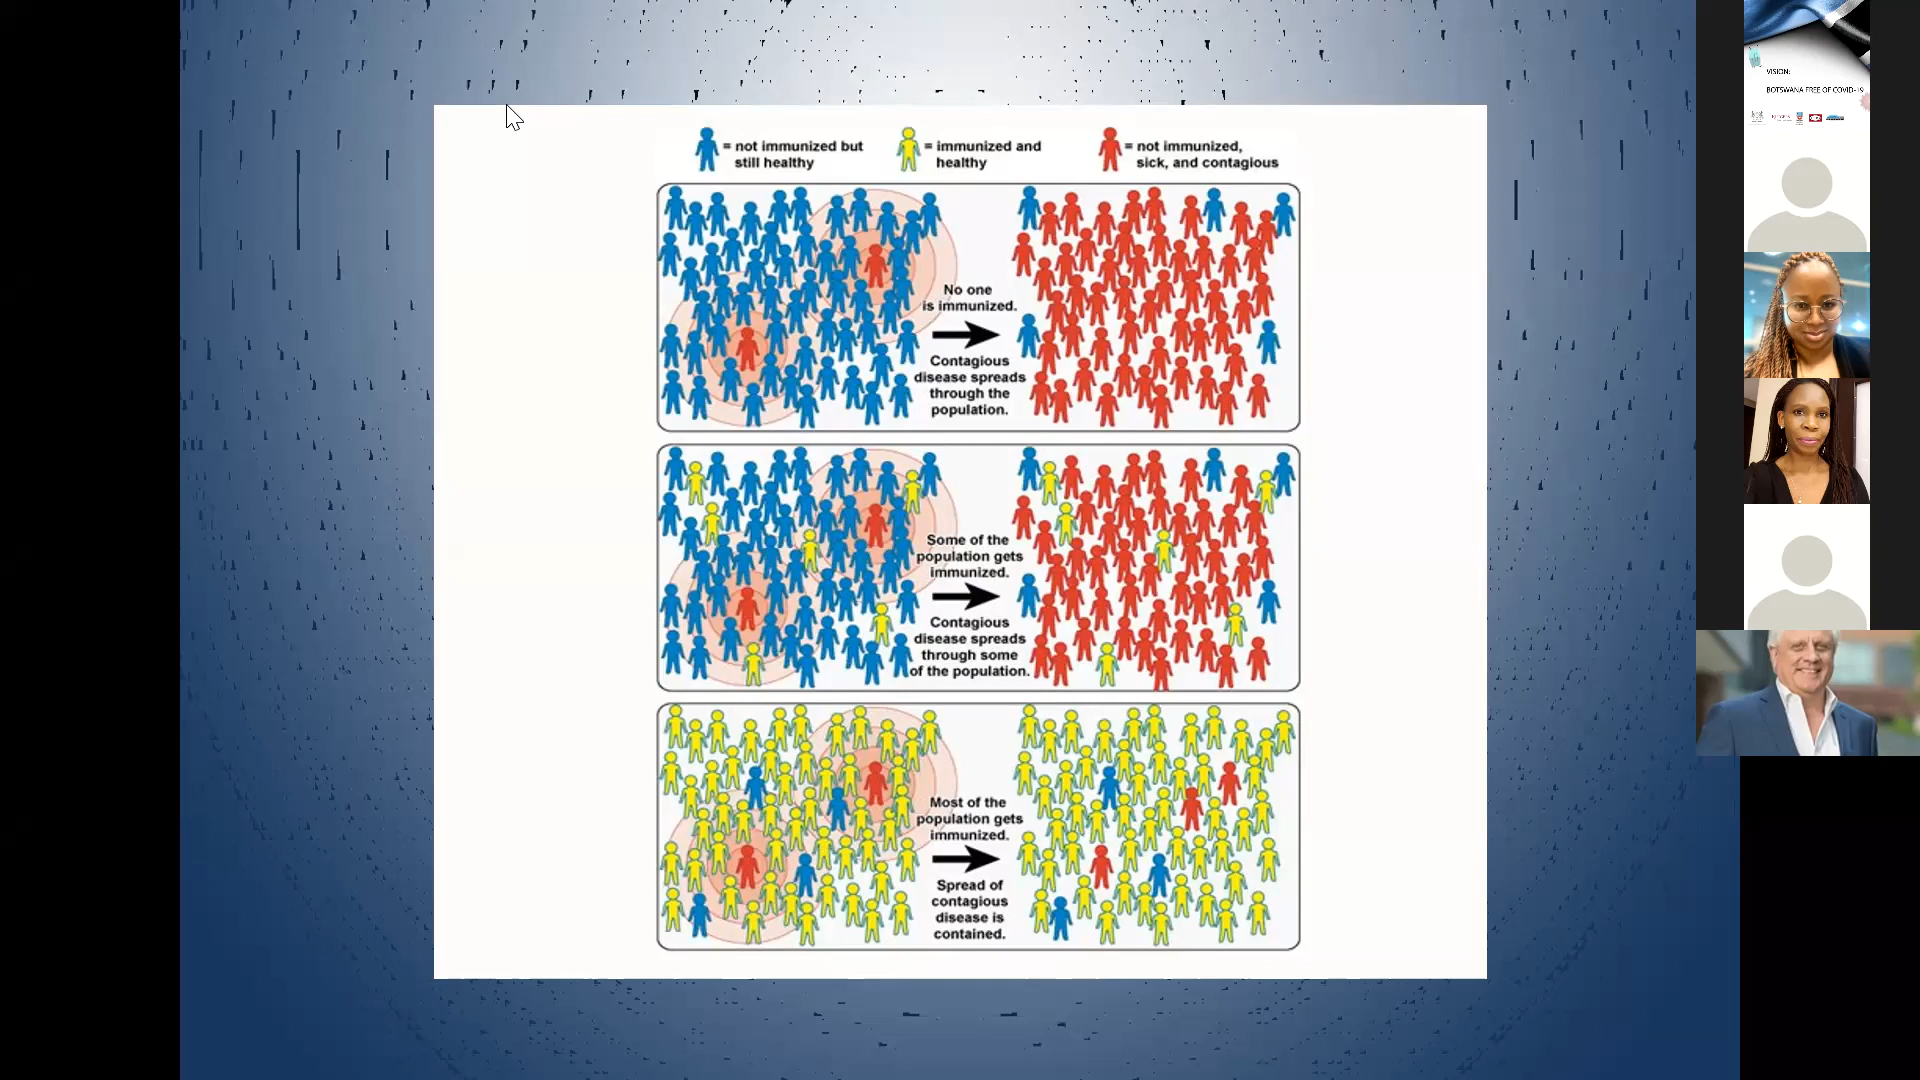 = not immunized but
still healthy
= immunized and
healthy
= not immunized,
sick, and contagious
No one
is immunized.
Contagious
disease spreads
through the
population.
Some of the
population gets
immunized.
Contagious
disease spreads
through some
of the population.
Most of the
population gets
immunized.
Spread of
contagious
disease is
contained.
VISION:
BOTSWANA FREE OF COVID-19